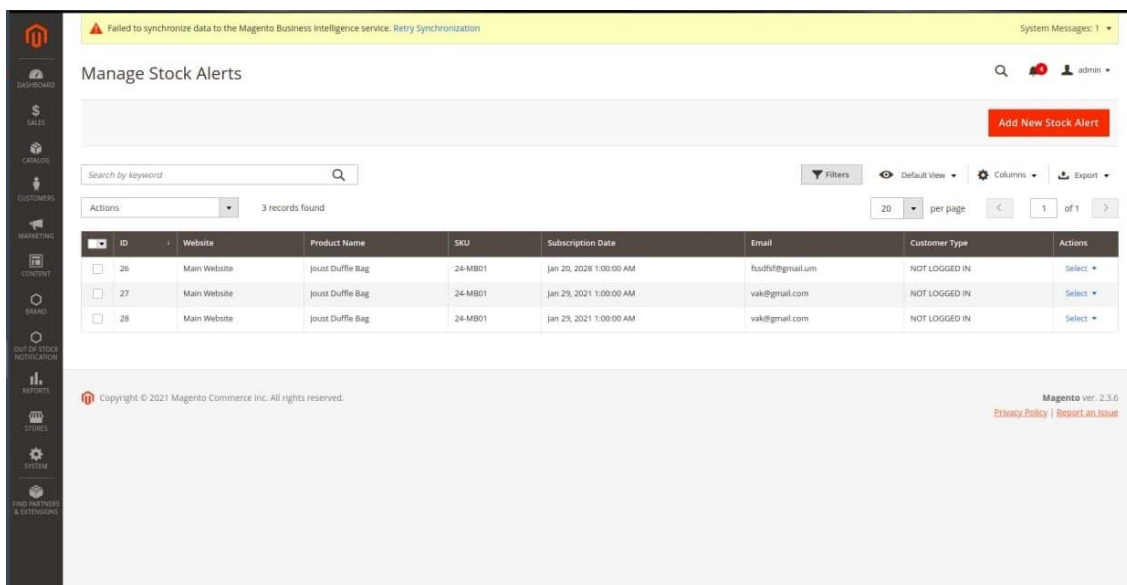 Failed to synchronize data to the Magento Business Intelligence service. Retry Synchronization
System Messages: 1
Manage Stock Alerts
4
admin
Add New Stock Alert
Search by keyword
Filters
Default View
Columns
Export
Actions
3 records found
20 per page
1 of 1
ID Website Product Name SKU Subscription Date Email Customer Type Actions
26 Main Website Joust Duffle Bag 24-MB01 Jan 20, 2028 1:00:00 AM fssdfsf@gmail.um NOT LOGGED IN Select
27 Main Website Joust Duffle Bag 24-MB01 Jan 29, 2021 1:00:00 AM vak@gmail.com NOT LOGGED IN Select
28 Main Website Joust Duffle Bag 24-MB01 Jan 29, 2021 1:00:00 AM vak@gmail.com NOT LOGGED IN Select
Copyright © 2021 Magento Commerce Inc. All rights reserved.
Magento ver. 2.3.6
Privacy Policy | Report an Issue
DASHBOARD
SALES
CATALOG
CUSTOMERS
MARKETING
CONTENT
BRAND
OUT OF STOCK
NOTIFICATION
REPORTS
STORES
SYSTEM
FIND PARTNERS
& EXTENSIONS